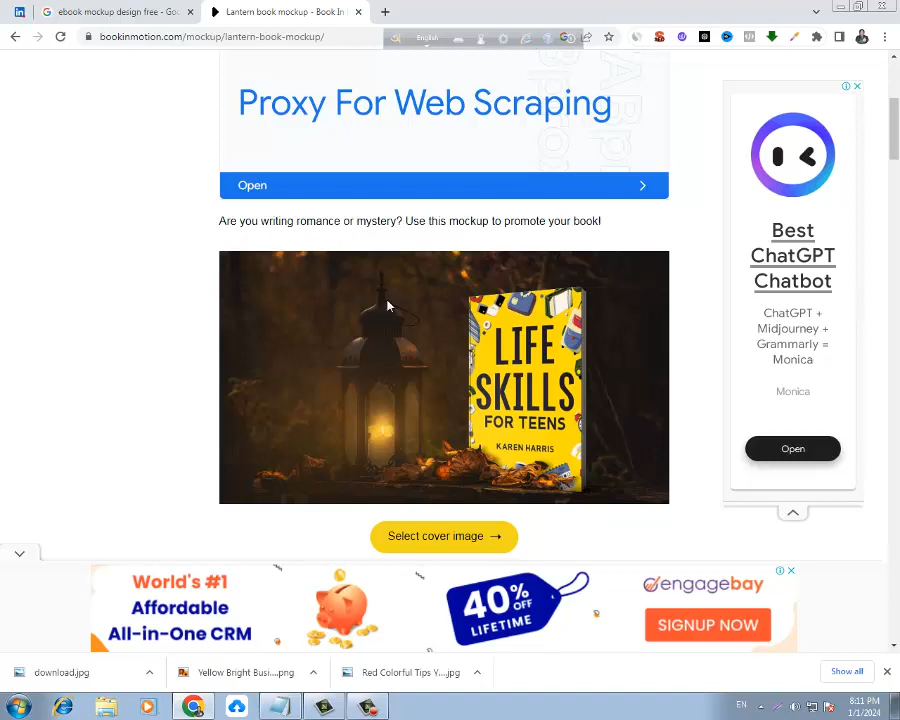 ebook mockup design free - Goo
Lantern book mockup - Book In
bookinmotion.com/mockup/lantern-book-mockup/
English
Proxy For Web Scraping
Open
Are you writing romance or mystery? Use this mockup to promote your book!
LIFE
SKILLS
FOR TEENS
KAREN HARRIS
Select cover image →
Best
ChatGPT
Chatbot
ChatGPT +
Midjourney +
Grammarly =
Monica
Monica
Open
World's #1
Affordable
All-in-One CRM
40% OFF
LIFETIME
engagebay
SIGNUP NOW
download.jpg
Yellow Bright Busi....png
Red Colorful Tips Y....jpg
Show all
EN
8:11 PM
1/1/2024